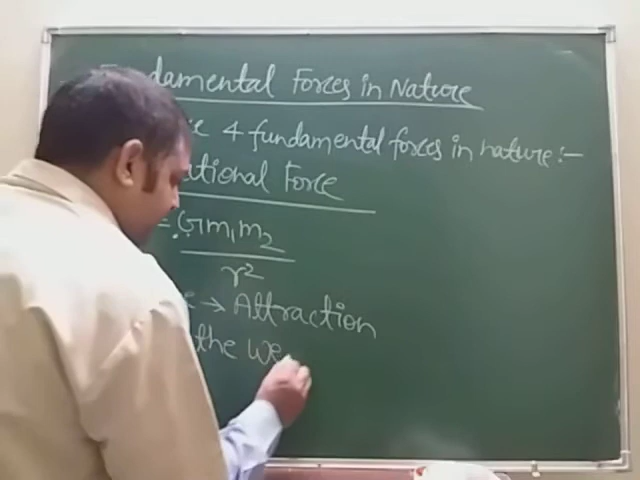 damental Forces in Nature
4 fundamental forces in nature:-
ational Force
= Gm₁m₂
r²
→ Attraction
the We